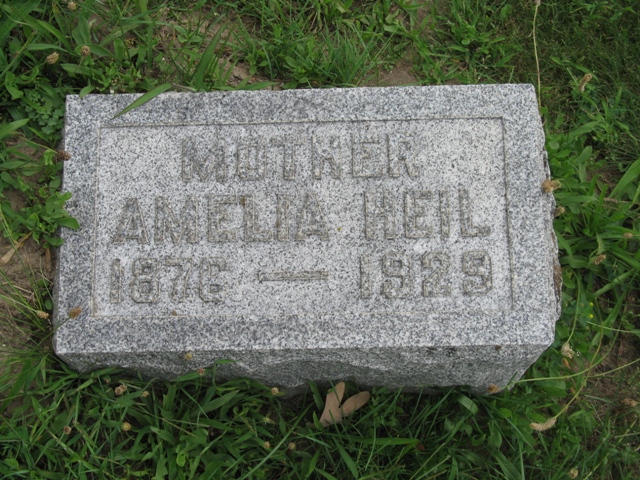 MOTHER
AMELIA HEIL
1876 — 1929